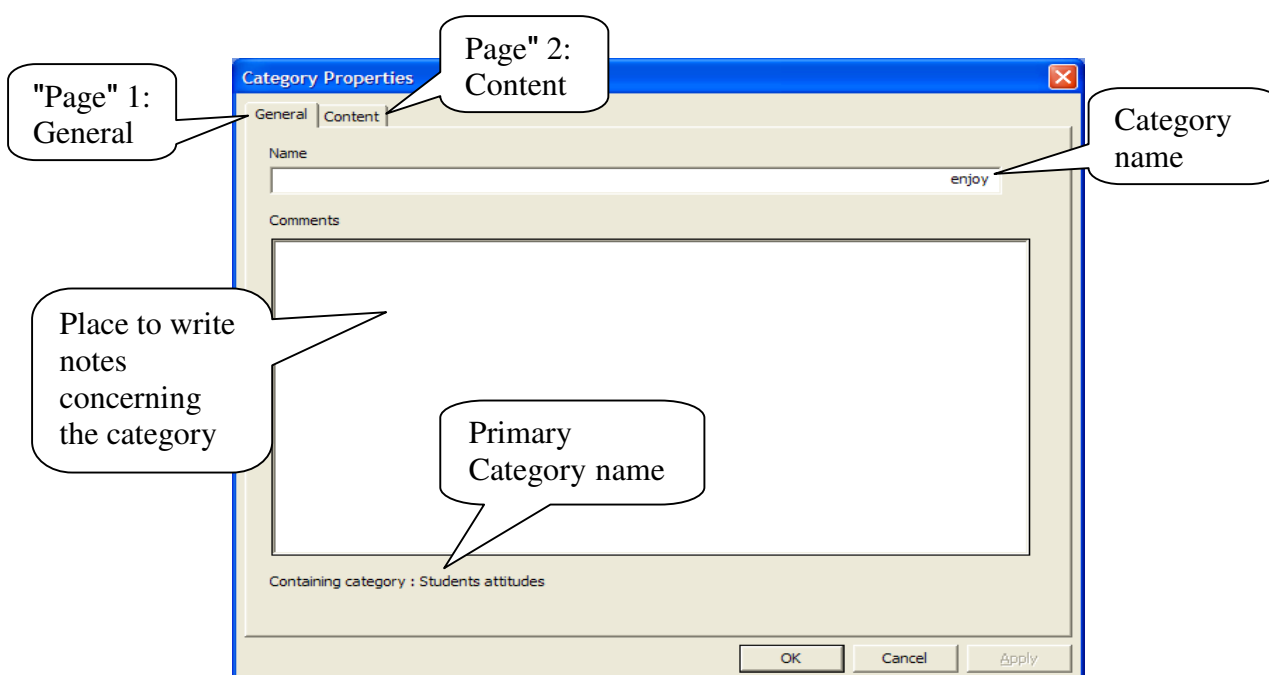 Page" 2:
Content
"Page" 1:
General
Category Properties
General
Content
Category
name
Name
enjoy
Comments
Place to write
notes
concerning
the category
Primary
Category name
Containing category : Students attitudes
OK
Cancel
Apply